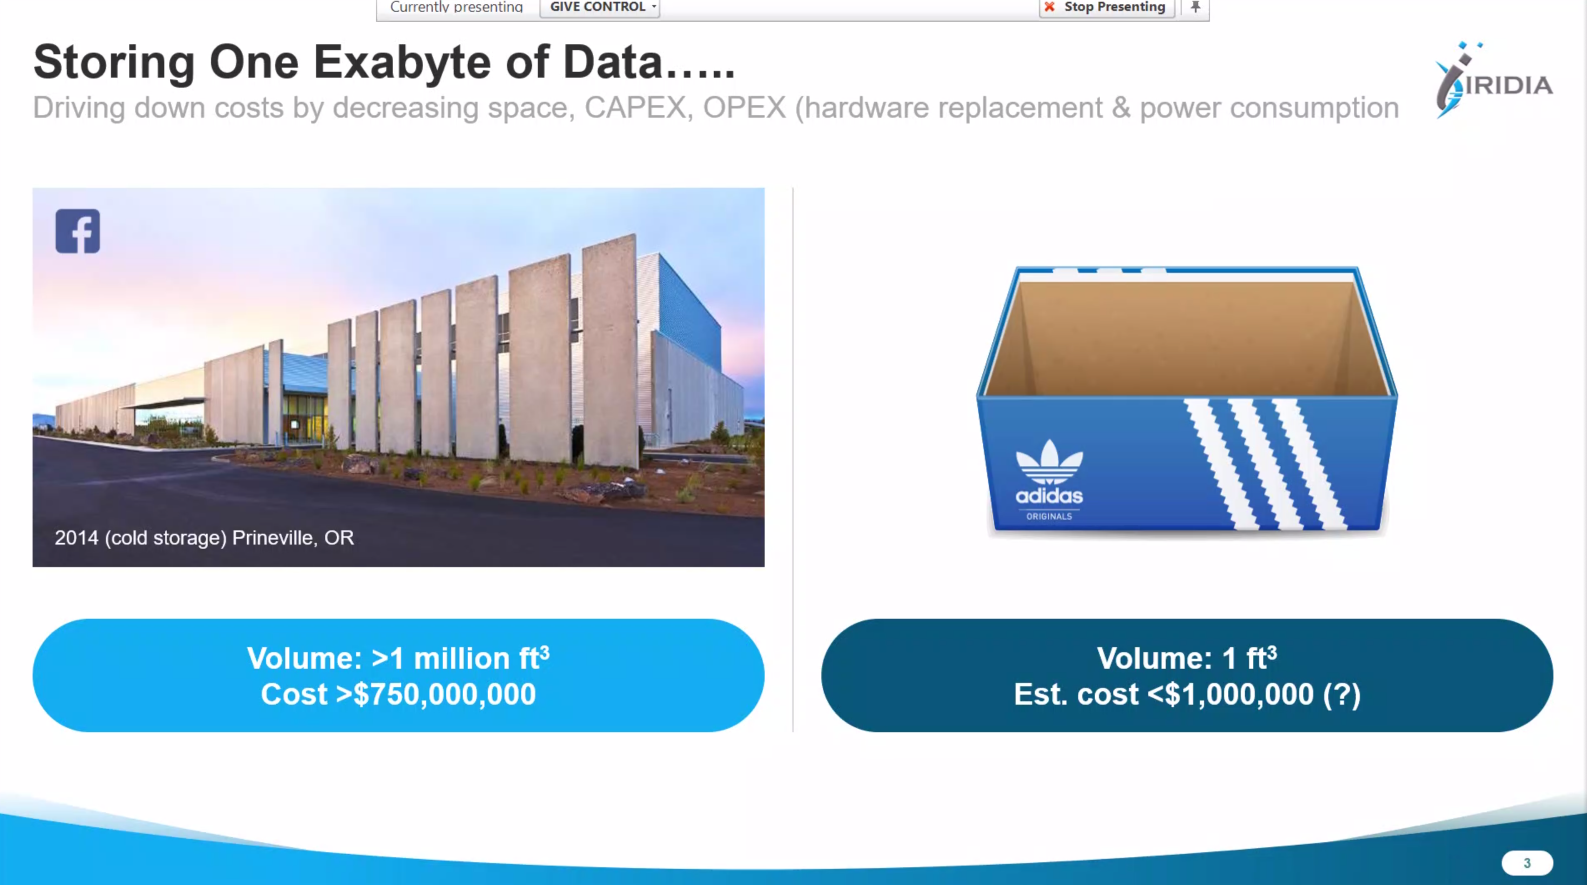 Currently presenting GIVE CONTROL Stop Presenting
Storing One Exabyte of Data…..
Driving down costs by decreasing space, CAPEX, OPEX (hardware replacement & power consumption
IRIDIA
2014 (cold storage) Prineville, OR
adidas
ORIGINALS
Volume: >1 million ft³
Cost >$750,000,000
Volume: 1 ft³
Est. cost <$1,000,000 (?)
3